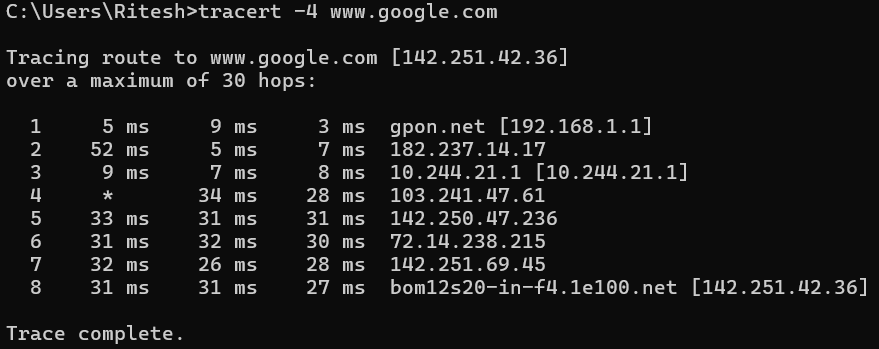 C:\Users\Ritesh>tracert -4 www.google.com
Tracing route to www.google.com [142.251.42.36]
over a maximum of 30 hops:
1 5 ms 9 ms 3 ms gpon.net [192.168.1.1]
2 52 ms 5 ms 7 ms 182.237.14.17
3 9 ms 7 ms 8 ms 10.244.21.1 [10.244.21.1]
4 * 34 ms 28 ms 103.241.47.61
5 33 ms 31 ms 31 ms 142.250.47.236
6 31 ms 32 ms 30 ms 72.14.238.215
7 32 ms 26 ms 28 ms 142.251.69.45
8 31 ms 31 ms 27 ms bom12s20-in-f4.1e100.net [142.251.42.36]
Trace complete.